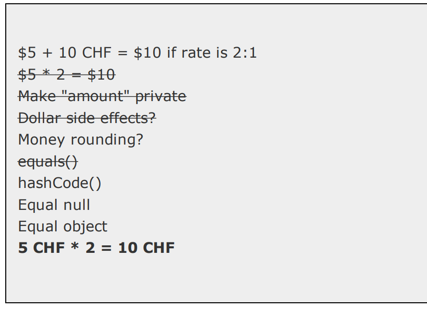 $5 + 10 CHF = $10 if rate is 2:1
$5 * 2 = $10
Make "amount" private
Dollar side effects?
Money rounding?
equals()
hashCode()
Equal null
Equal object
5 CHF * 2 = 10 CHF